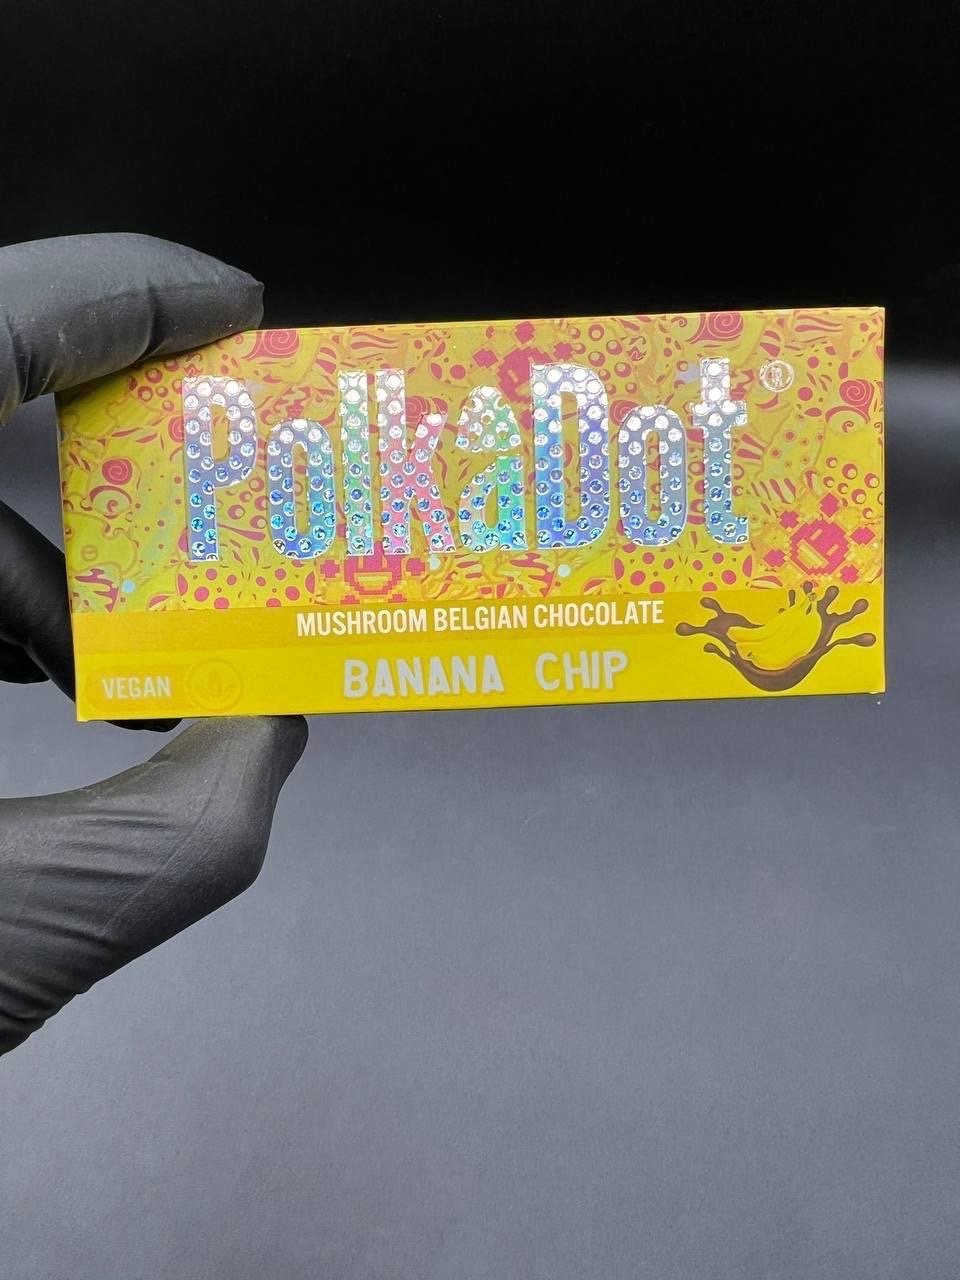 PolkaDot®
MUSHROOM BELGIAN CHOCOLATE
BANANA CHIP
VEGAN